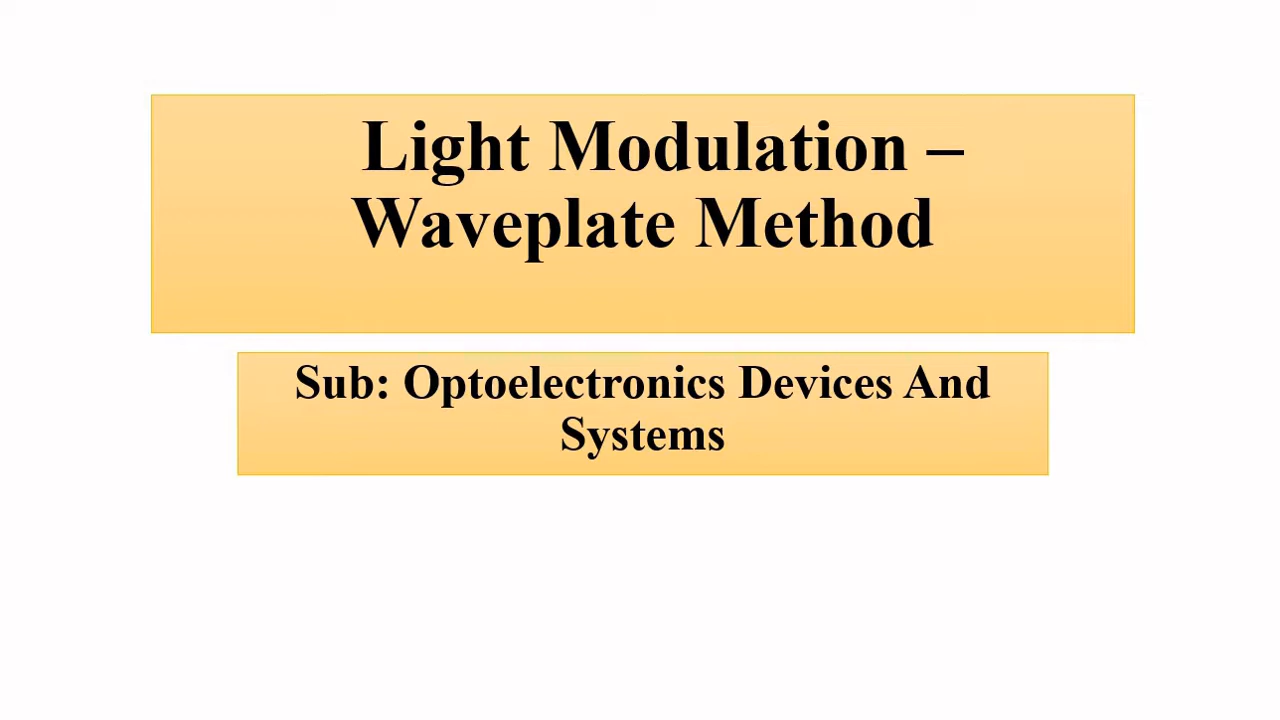 Light Modulation –
Waveplate Method
Sub: Optoelectronics Devices And
Systems